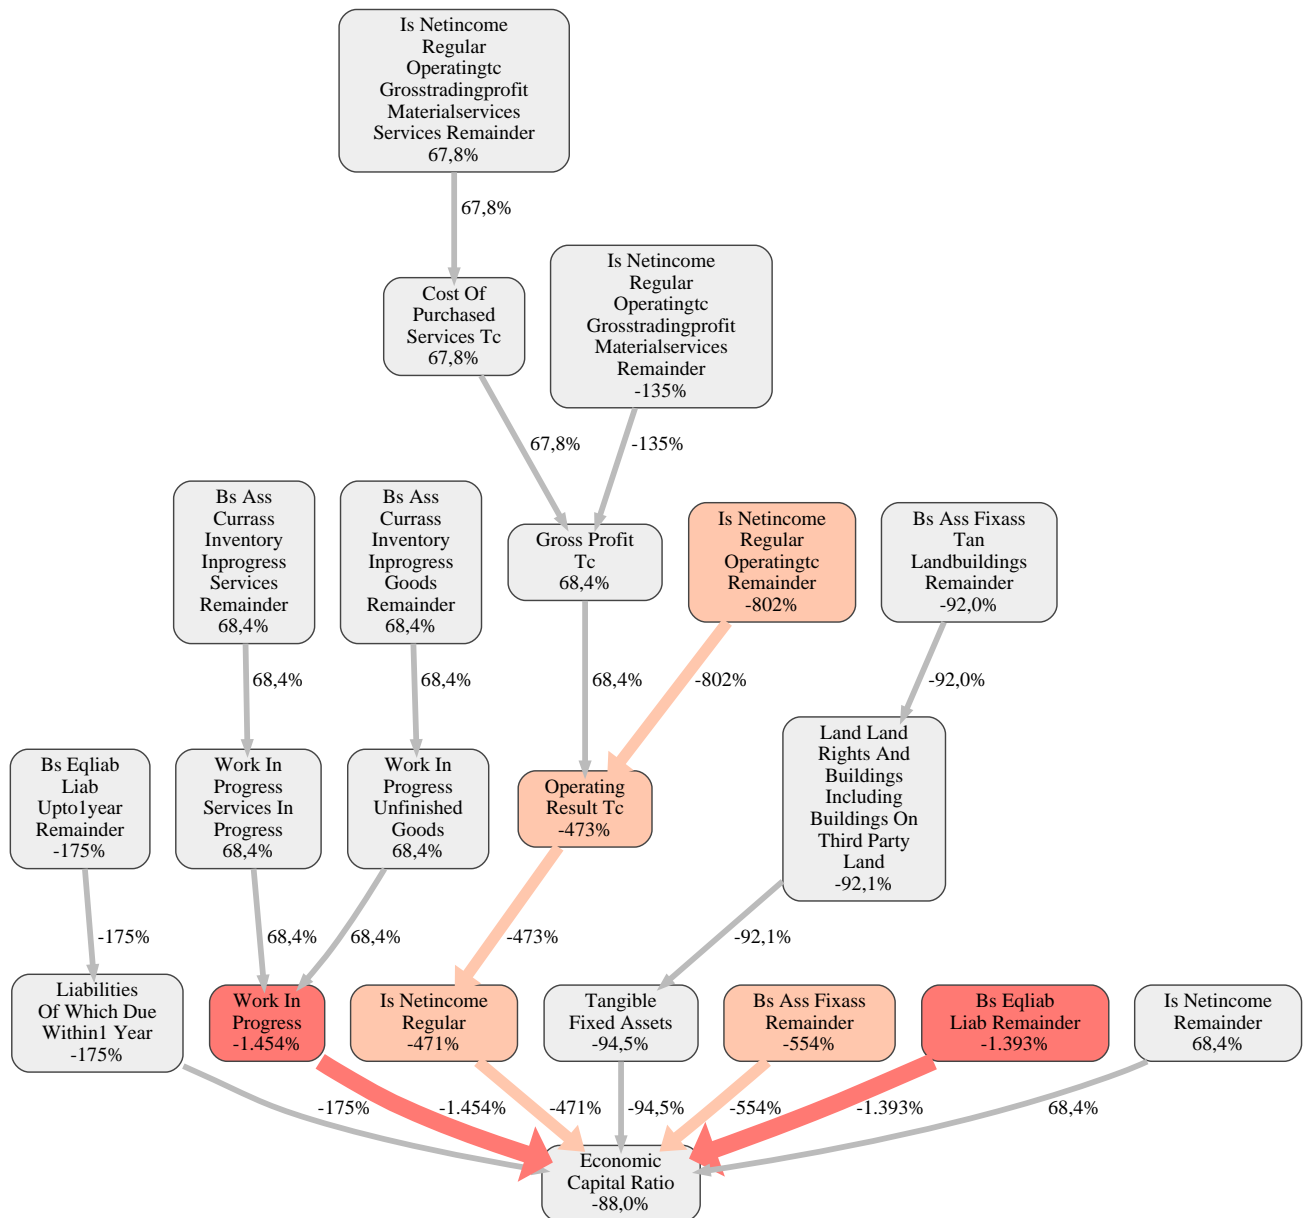 Is Netincome
Regular
Operatingtc
Grosstradingprofit
Materialservices
Services Remainder
67,8%
67,8%
Is Netincome
Regular
Operatingtc
Grosstradingprofit
Materialservices
Remainder
-135%
Cost Of
Purchased
Services Tc
67,8%
67,8%
-135%
Bs Ass
Currass
Inventory
Inprogress
Services
Remainder
68,4%
Bs Ass
Currass
Inventory
Inprogress
Goods
Remainder
68,4%
Gross Profit
Tc
68,4%
Is Netincome
Regular
Operatingtc
Remainder
-802%
Bs Ass Fixass
Tan
Landbuildings
Remainder
-92,0%
68,4%
68,4%
68,4%
-802%
-92,0%
Bs Eqliab
Liab
Upto1year
Remainder
-175%
Work In
Progress
Services In
Progress
68,4%
Work In
Progress
Unfinished
Goods
68,4%
Operating
Result Tc
-473%
Land Land
Rights And
Buildings
Including
Buildings On
Third Party
Land
-92,1%
-175%
68,4%
68,4%
-473%
-92,1%
Liabilities
Of Which Due
Within1 Year
-175%
Work In
Progress
-1.454%
Is Netincome
Regular
-471%
Tangible
Fixed Assets
-94,5%
Bs Ass Fixass
Remainder
-554%
Bs Eqliab
Liab Remainder
-1.393%
Is Netincome
Remainder
68,4%
-175%
-1.454%
-471%
-94,5%
-554%
-1.393%
68,4%
Economic
Capital Ratio
-88,0%